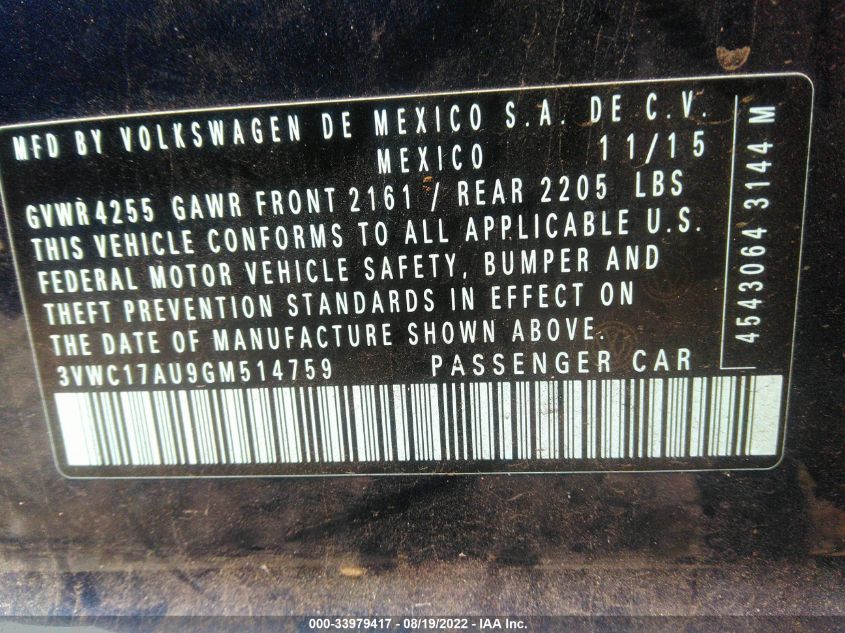 MFD BY VOLKSWAGEN DE MEXICO S.A. DE C.V.
MEXICO 11/15
GVWR 4255 GAWR FRONT 2161 / REAR 2205 LBS
THIS VEHICLE CONFORMS TO ALL APPLICABLE U.S.
FEDERAL MOTOR VEHICLE SAFETY, BUMPER AND
THEFT PREVENTION STANDARDS IN EFFECT ON
THE DATE OF MANUFACTURE SHOWN ABOVE.
3VWC17AU9GM514759 PASSENGER CAR
4543064 3144 M
000-33979417 - 08/19/2022 - IAA Inc.